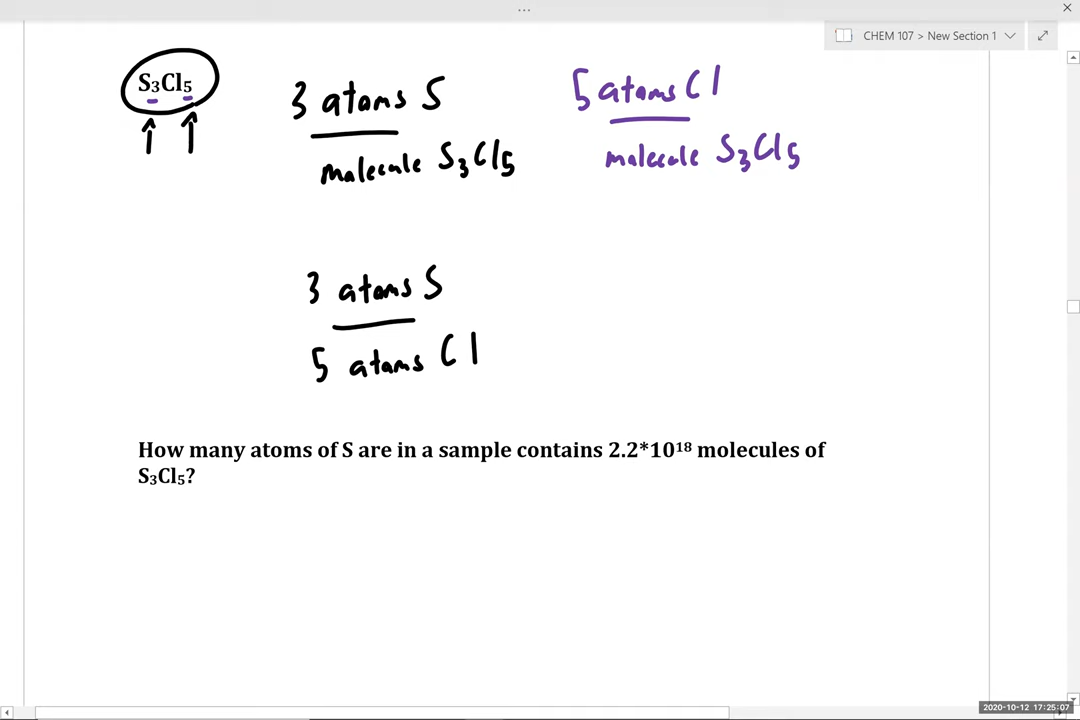 ...
CHEM 107 > New Section 1
S₃Cl₅
3 atoms S
molecule S₃Cl₅
5 atoms Cl
molecule S₃Cl₅
3 atoms S
5 atoms Cl
How many atoms of S are in a sample contains 2.2*10¹⁸ molecules of
S₃Cl₅?
2020-10-12 17:25:07